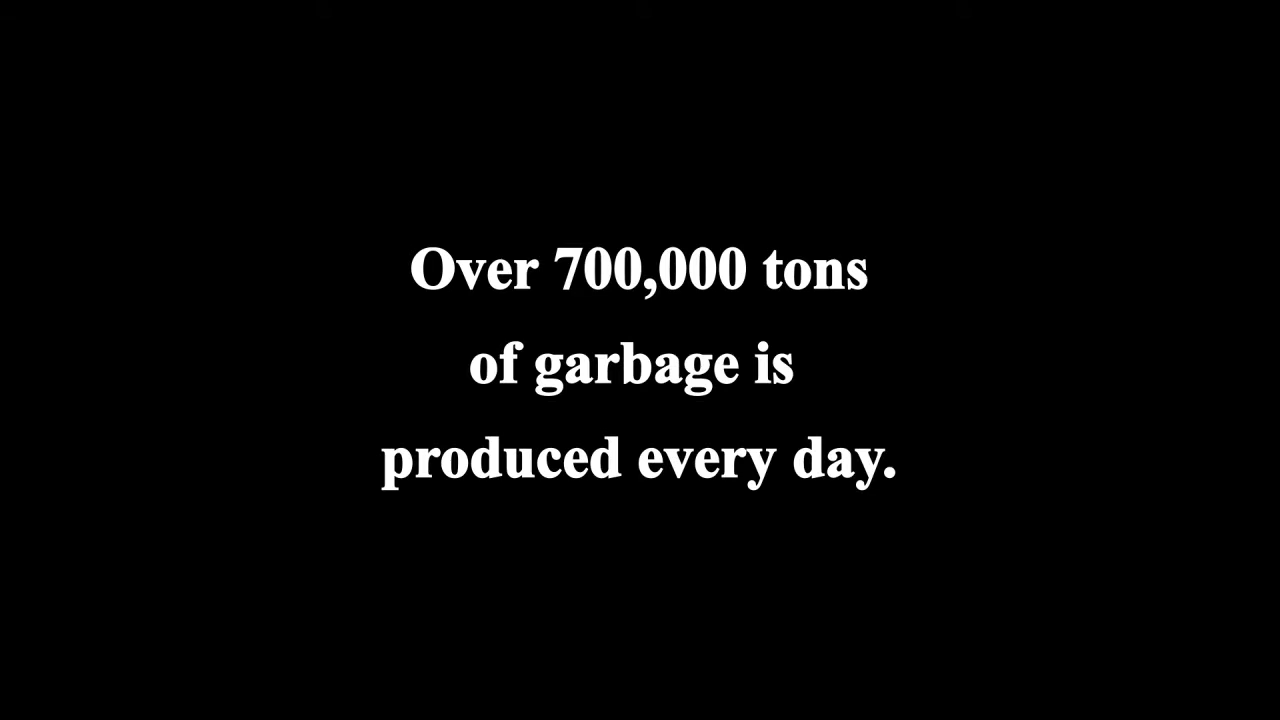 Over 700,000 tons
of garbage is
produced every day.